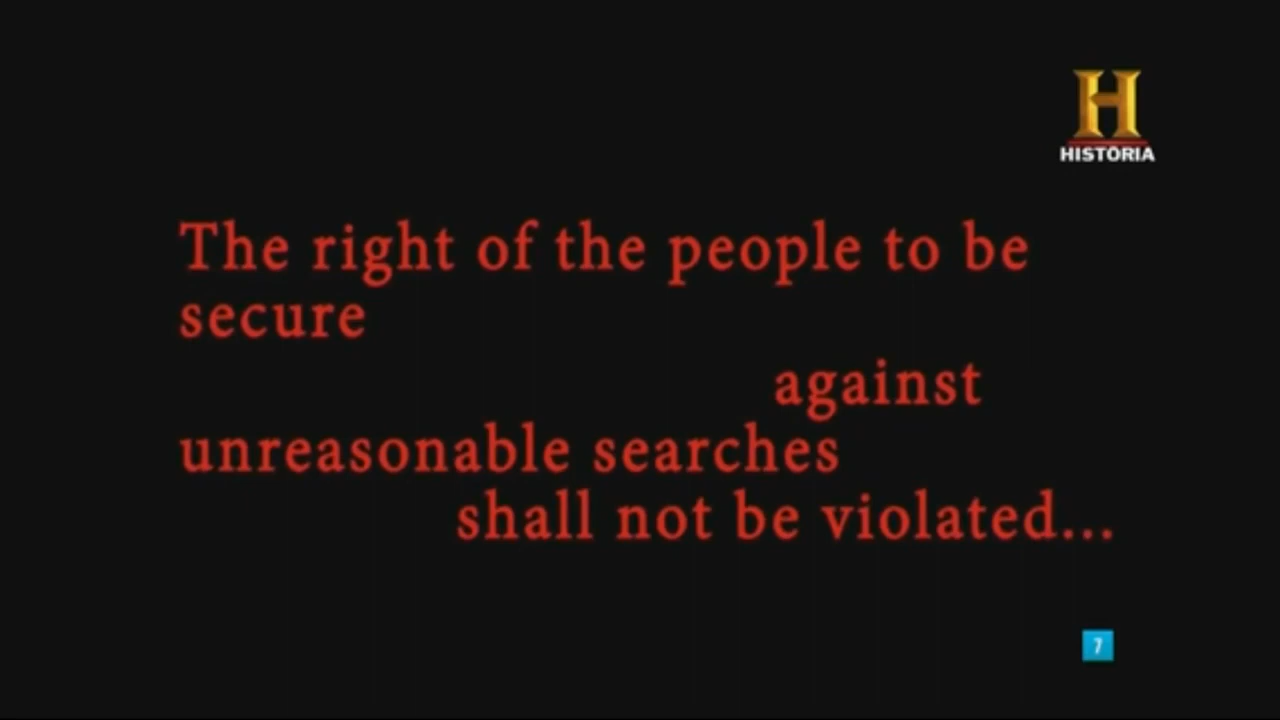 H
HISTORIA
The right of the people to be
secure
against
unreasonable searches
shall not be violated...
7